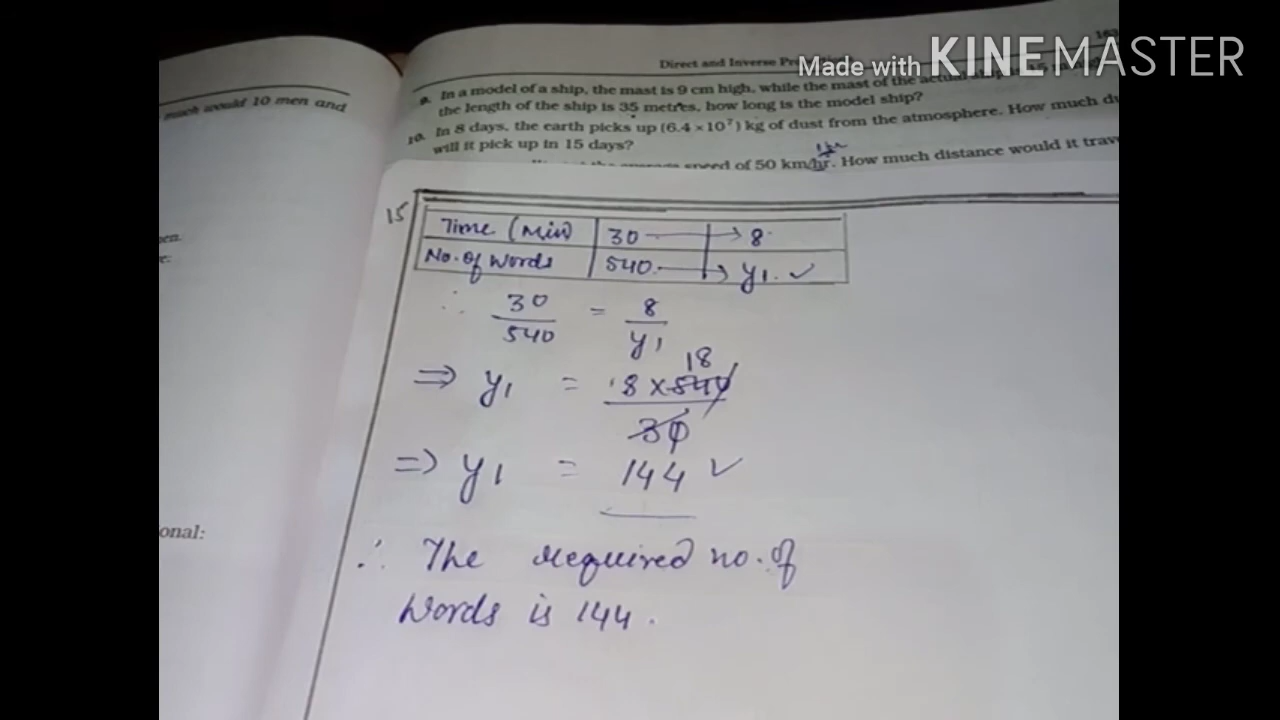 Made with KINEMASTER
163
Direct and Inverse
much would 10 men and
9. In a model of a ship, the mast is 9 cm high, while the mast of the
the length of the ship is 35 metres, how long is the model ship?
10. In 8 days, the earth picks up (6.4 × 10⁷) kg of dust from the atmosphere. How much
will it pick up in 15 days?
speed of 50 km/hr. How much distance would it
onal:
15
Time (Min) 30 → 8
No. of Words 540 → y₁ ✓
∴ 30/540 = 8/y₁
⇒ y₁ = 8 × 540/30 18
⇒ y₁ = 144 ✓
∴ The required no. of
Words is 144.